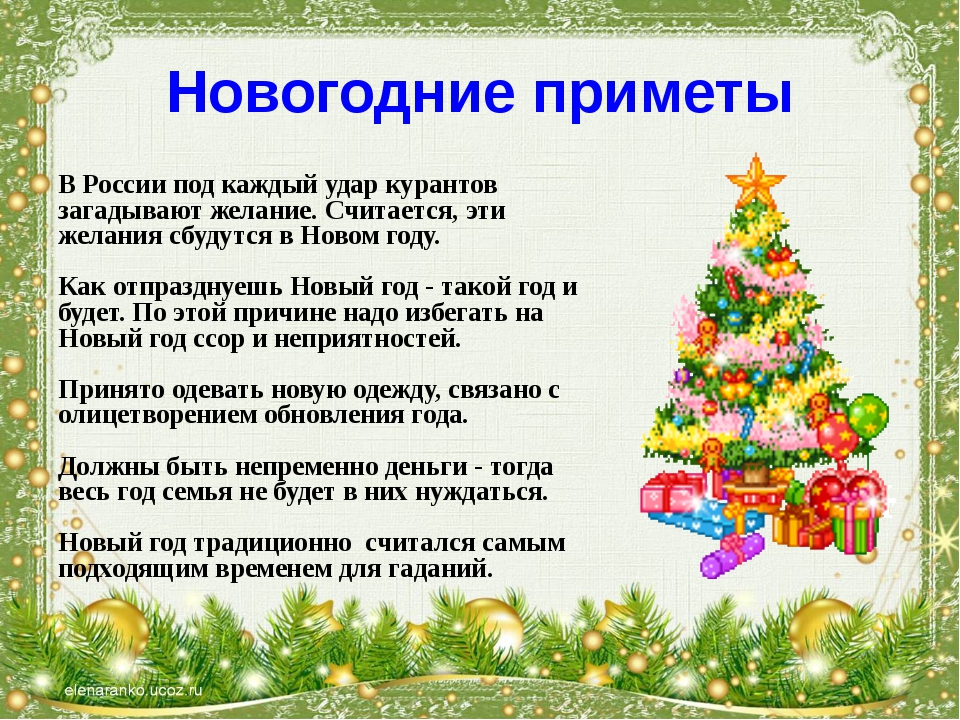 Новогодние приметы
В России под каждый удар курантов
загадывают желание. Считается, эти
желания сбудутся в Новом году.
Как отпразднуешь Новый год - такой год и
будет. По этой причине надо избегать на
Новый год ссор и неприятностей.
Принято одевать новую одежду, связано с
олицетворением обновления года.
Должны быть непременно деньги - тогда
весь год семья не будет в них нуждаться.
Новый год традиционно  считался самым
подходящим временем для гаданий.
elenaranko.ucoz.ru